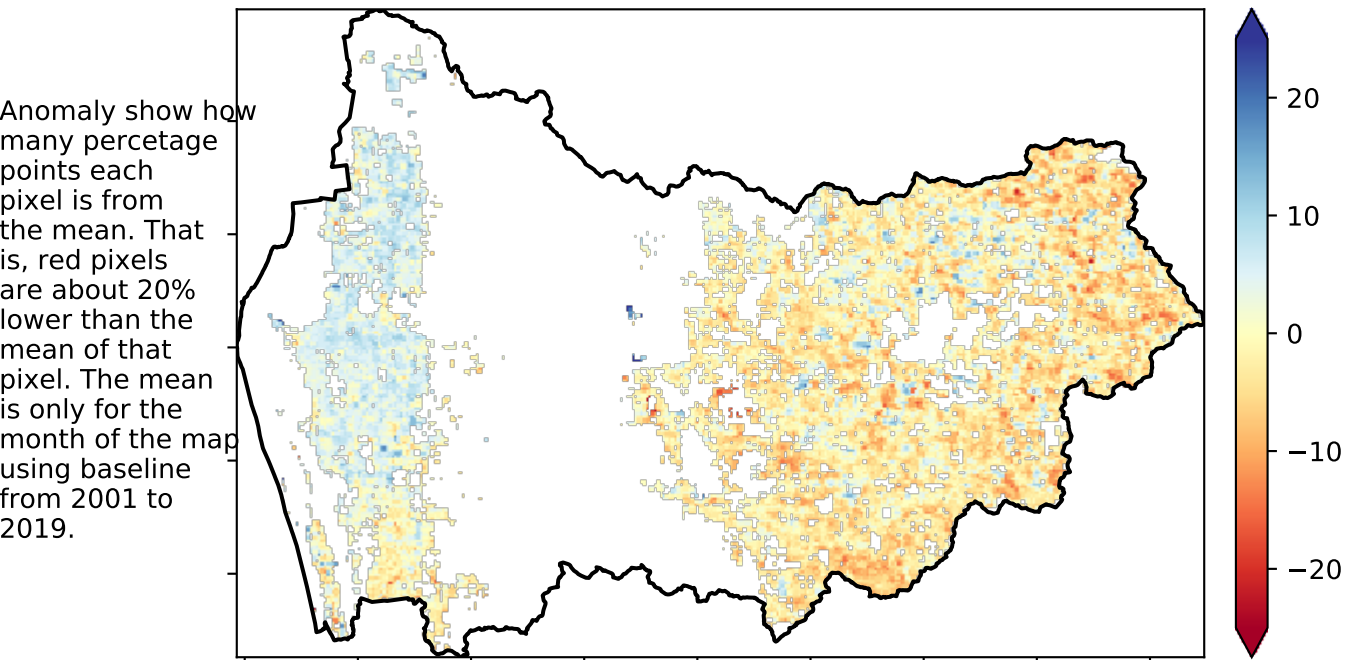 Anomaly show how
many percetage
points each
pixel is from
the mean. That
is, red pixels
are about 20%
lower than the
mean of that
pixel. The mean
is only for the
month of the map
using baseline
from 2001 to
2019.
20
10
0
−10
−20